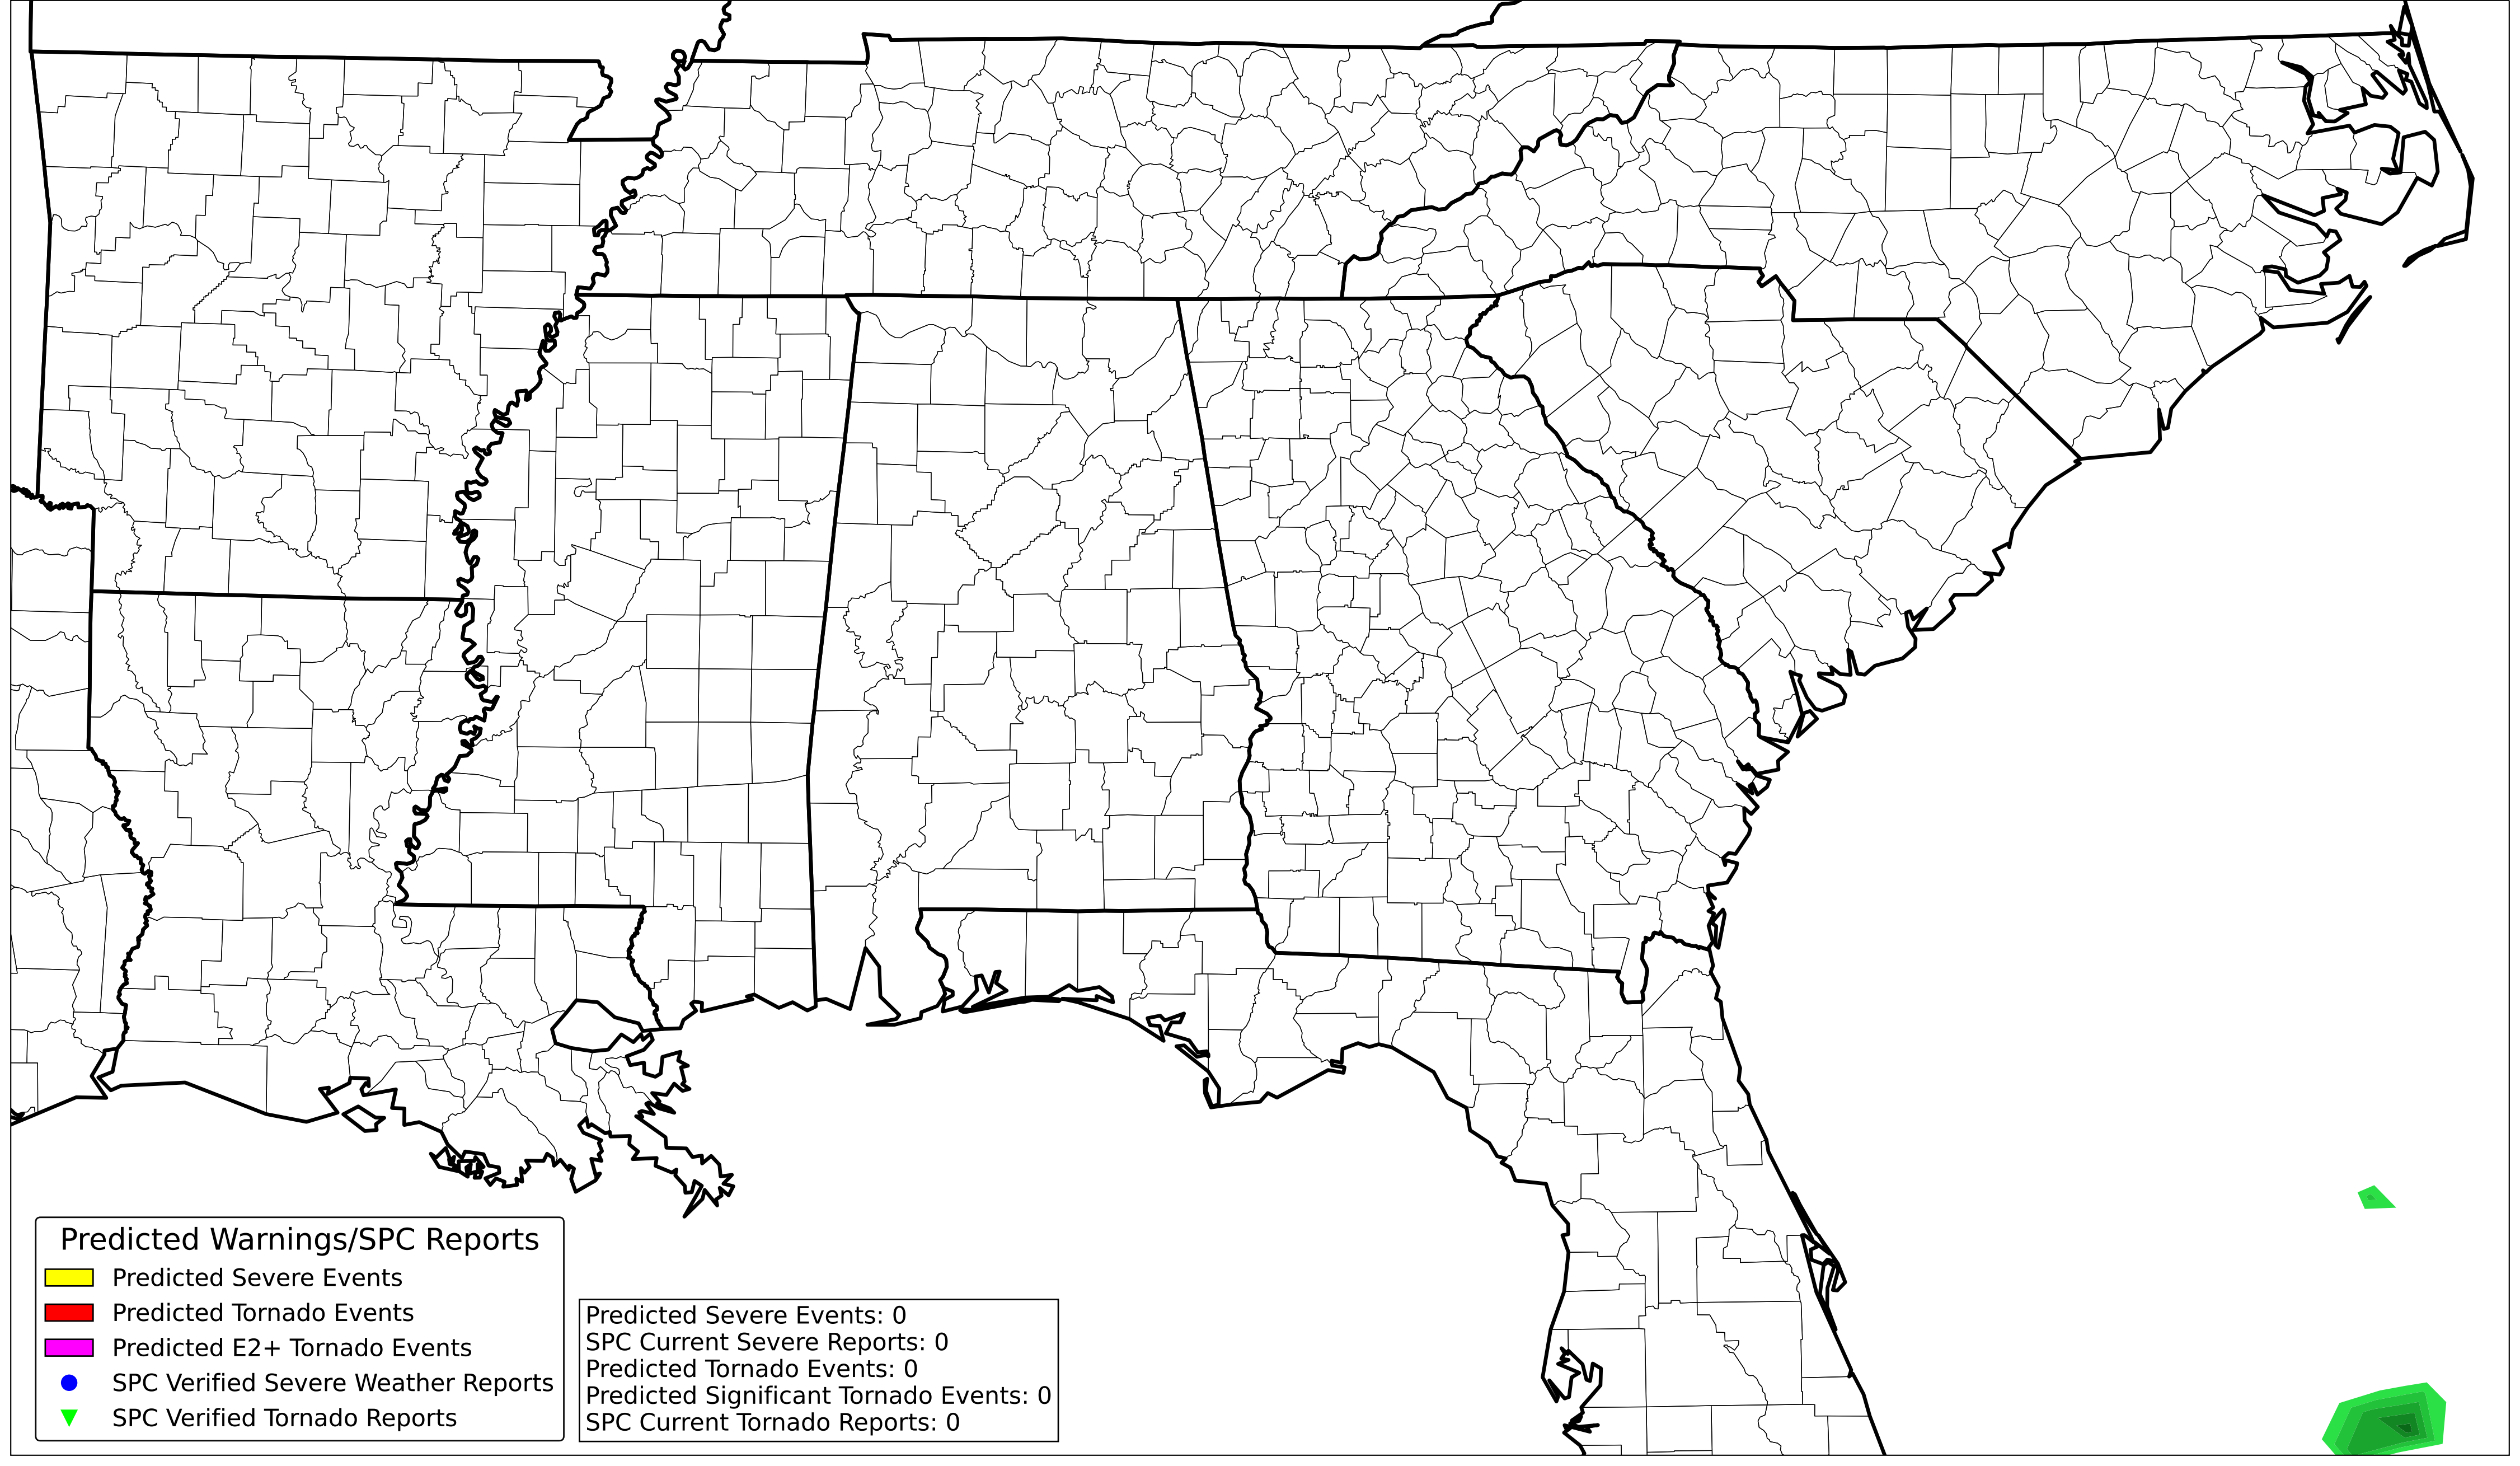 Predicted Warnings/SPC Reports
Predicted Severe Events
Predicted Tornado Events
Predicted E2+ Tornado Events
SPC Verified Severe Weather Reports
SPC Verified Tornado Reports
Predicted Severe Events: 0
SPC Current Severe Reports: 0
Predicted Tornado Events: 0
Predicted Significant Tornado Events: 0
SPC Current Tornado Reports: 0